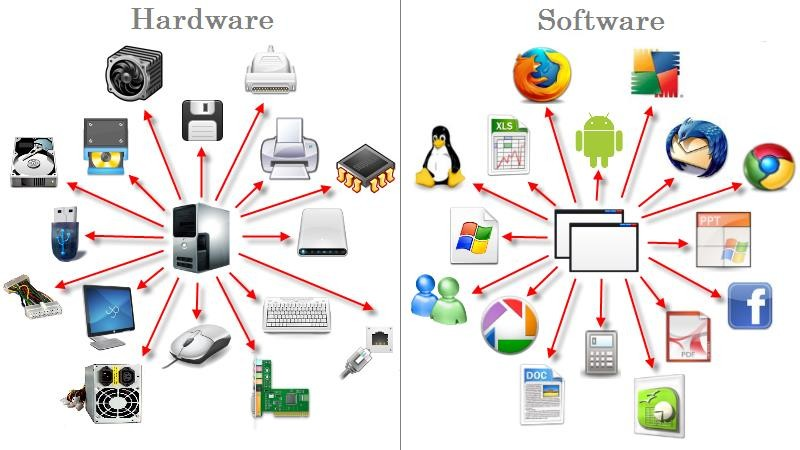 Hardware
Software
XLS
PPT
f
PDF
DOC